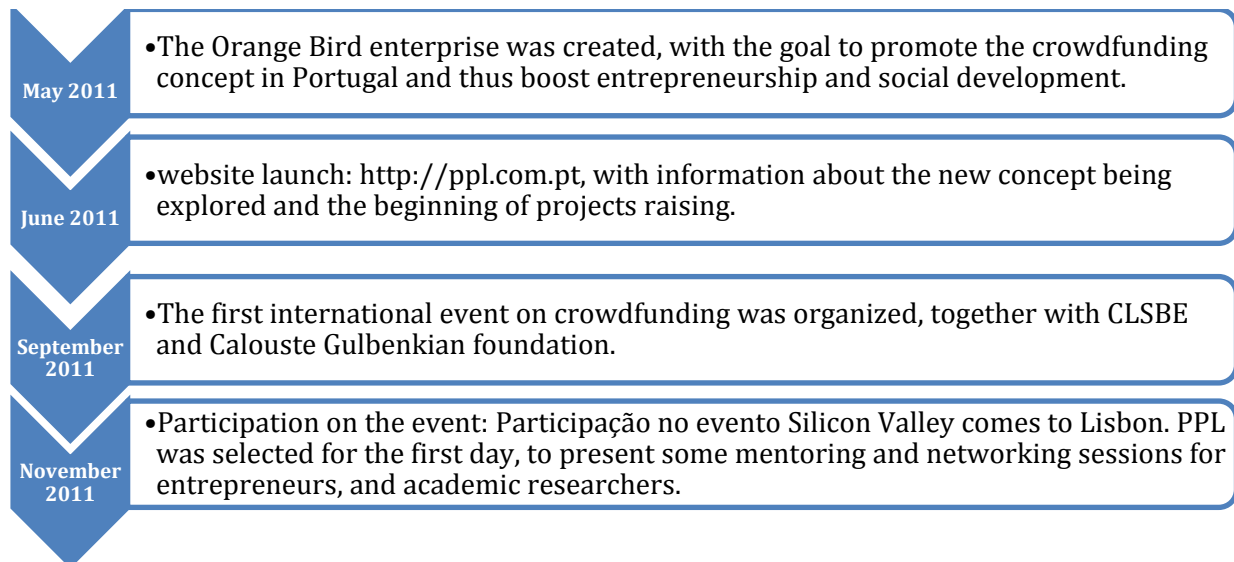 May 2011
•The Orange Bird enterprise was created, with the goal to promote the crowdfunding
concept in Portugal and thus boost entrepreneurship and social development.
June 2011
•website launch: http://ppl.com.pt, with information about the new concept being
explored and the beginning of projects raising.
September
2011
•The first international event on crowdfunding was organized, together with CLSBE
and Calouste Gulbenkian foundation.
November
2011
•Participation on the event: Participação no evento Silicon Valley comes to Lisbon. PPL
was selected for the first day, to present some mentoring and networking sessions for
entrepreneurs, and academic researchers.